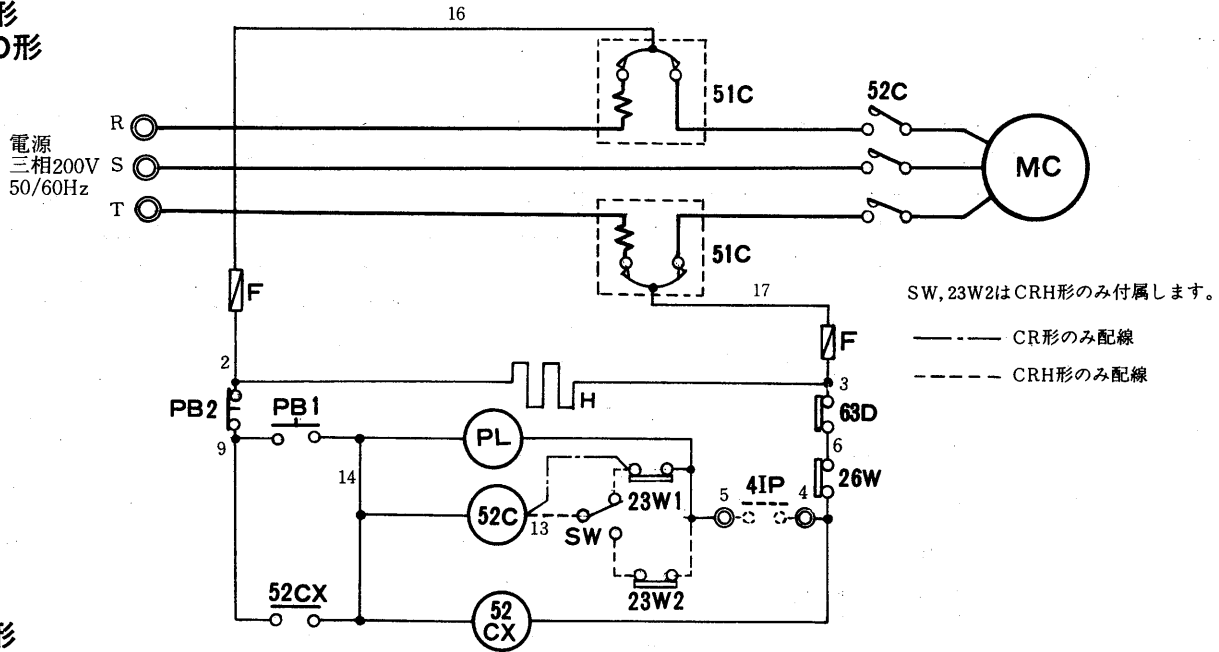 形
形
16
51C
52C
R
電源
三相200V
50/60Hz
S
T
MC
51C
17
F
F
SW, 23W2はCRH形のみ付属します。
CR形のみ配線
CRH形のみ配線
2
3
H
PB2
PB1
63D
9
PL
6
14
26W
23W1
5
4IP
4
52C
13
SW
52CX
23W2
52
CX
形